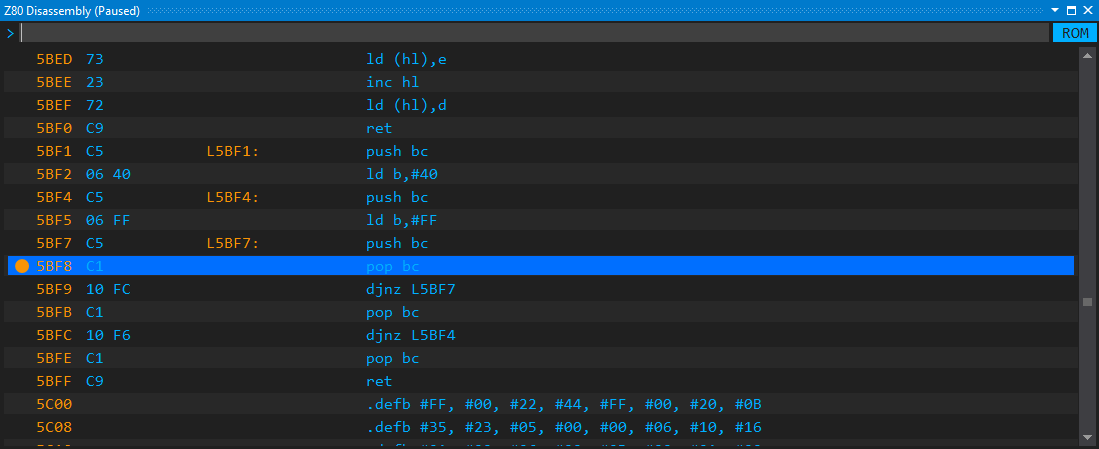 Z80 Disassembly (Paused)
> ROM
5BED 73 ld (hl),e
5BEE 23 inc hl
5BEF 72 ld (hl),d
5BF0 C9 ret
5BF1 C5 L5BF1: push bc
5BF2 06 40 ld b,#40
5BF4 C5 L5BF4: push bc
5BF5 06 FF ld b,#FF
5BF7 C5 L5BF7: push bc
5BF8 C1 pop bc
5BF9 10 FC djnz L5BF7
5BFB C1 pop bc
5BFC 10 F6 djnz L5BF4
5BFE C1 pop bc
5BFF C9 ret
5C00 .defb #FF, #00, #22, #44, #FF, #00, #20, #0B
5C08 .defb #35, #23, #05, #00, #00, #06, #10, #16